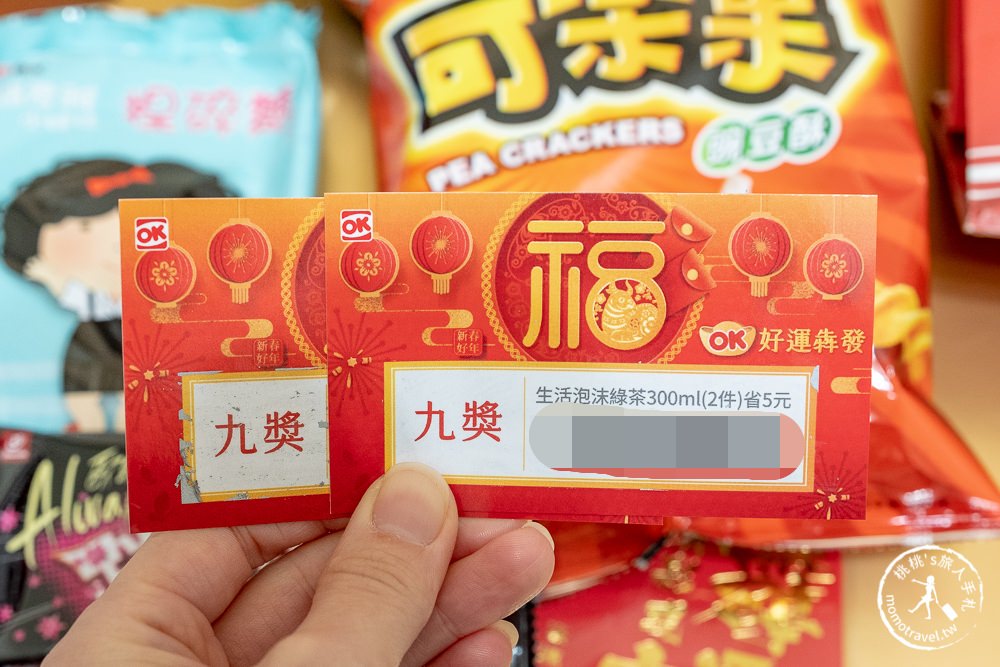 可樂果
PEA CRACKERS
豌豆酥
OK
OK
福
新春
好年
新春
好年
OK 好運犇發
九獎
九獎
生活泡沫綠茶300ml(2件)省5元
桃桃's旅人手札
momotravel.tw